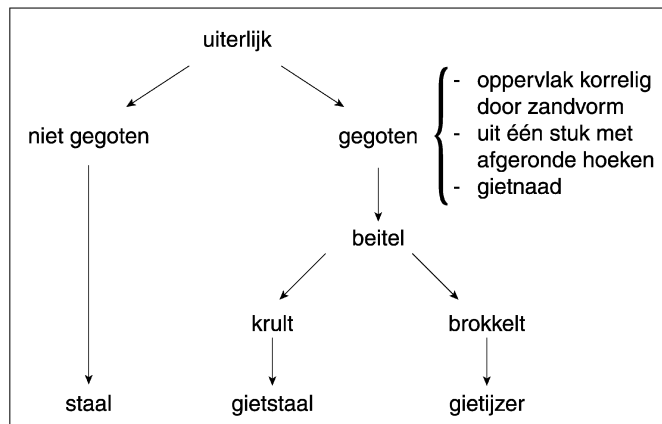 uiterlijk
niet gegoten
gegoten
- oppervlak korrelig
door zandvorm
- uit één stuk met
afgeronde hoeken
- gietnaad
beitel
krult
brokkelt
staal
gietstaal
gietijzer